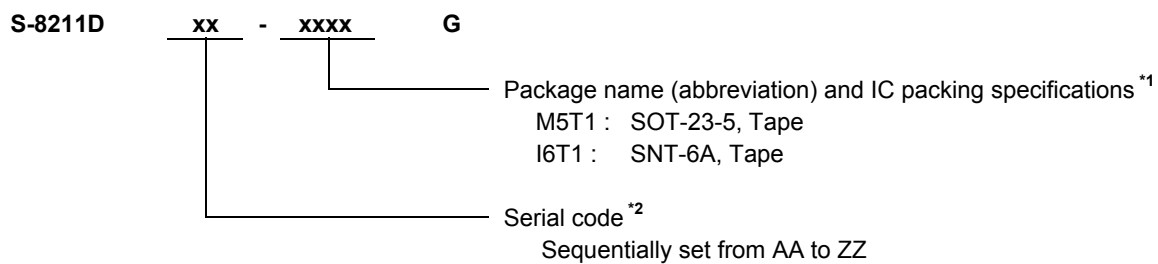 S-8211D xx - xxxx G
Package name (abbreviation) and IC packing specifications *1
M5T1 : SOT-23-5, Tape
I6T1 : SNT-6A, Tape
Serial code *2
Sequentially set from AA to ZZ